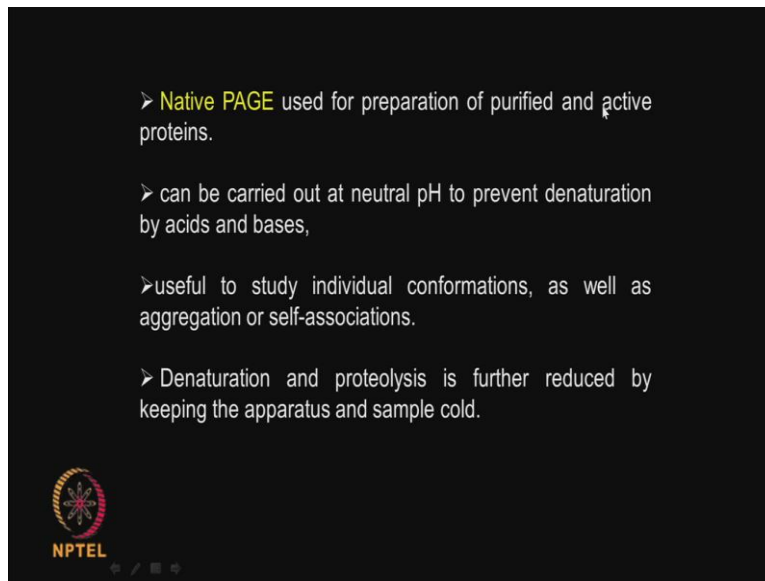 ➢ Native PAGE used for preparation of purified and active
proteins.
➢ can be carried out at neutral pH to prevent denaturation
by acids and bases,
➢useful to study individual conformations, as well as
aggregation or self-associations.
➢ Denaturation and proteolysis is further reduced by
keeping the apparatus and sample cold.
NPTEL